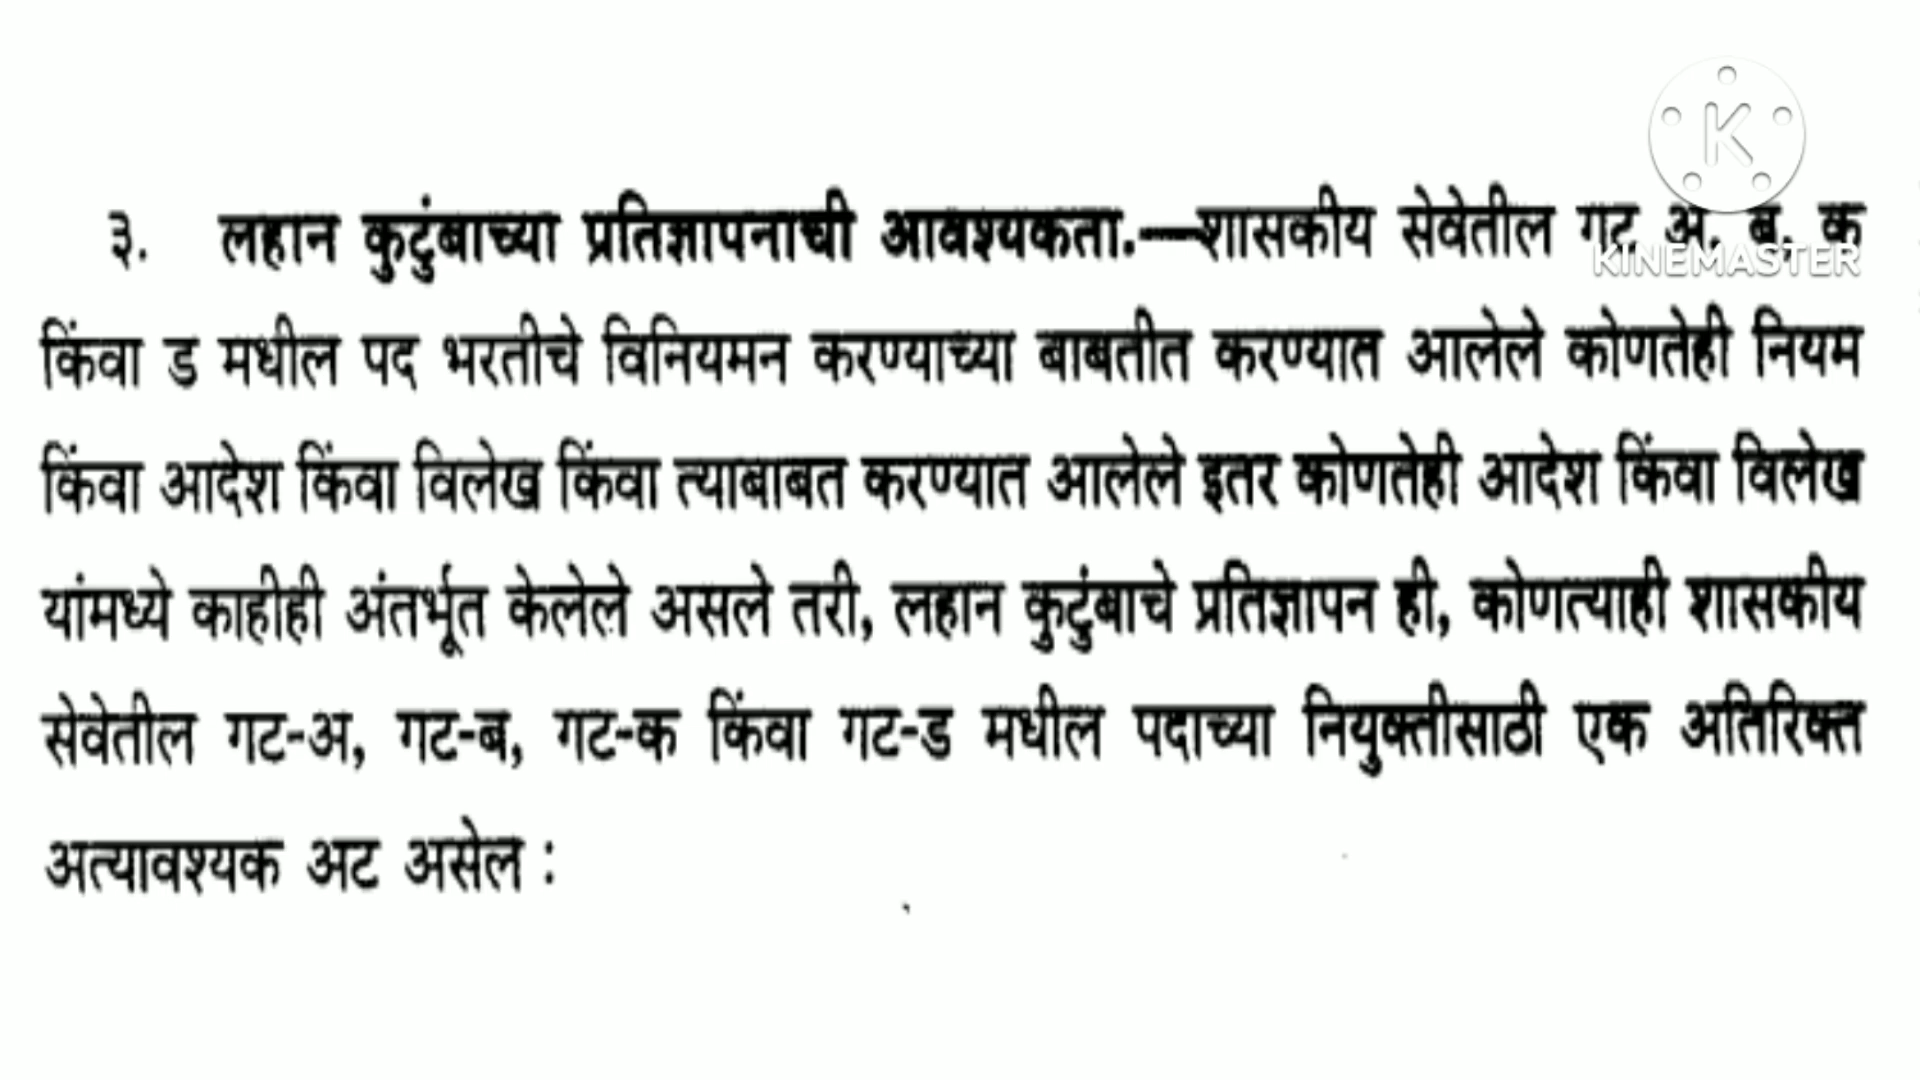 ३. लहान कुटुंबाच्या प्रतिज्ञापनाची आवश्यकता.—शासकीय सेवेतील गट अ, ब, क
किंवा ड मधील पद भरतीचे विनियमन करण्याच्या बाबतीत करण्यात आलेले कोणतेही नियम
किंवा आदेश किंवा विलेख किंवा त्याबाबत करण्यात आलेले इतर कोणतेही आदेश किंवा विलेख
यांमध्ये काहीही अंतर्भूत केलेले असले तरी, लहान कुटुंबाचे प्रतिज्ञापन ही, कोणत्याही शासकीय
सेवेतील गट-अ, गट-ब, गट-क किंवा गट-ड मधील पदाच्या नियुक्तीसाठी एक अतिरिक्त
अत्यावश्यक अट असेल :
K
KINEMASTER